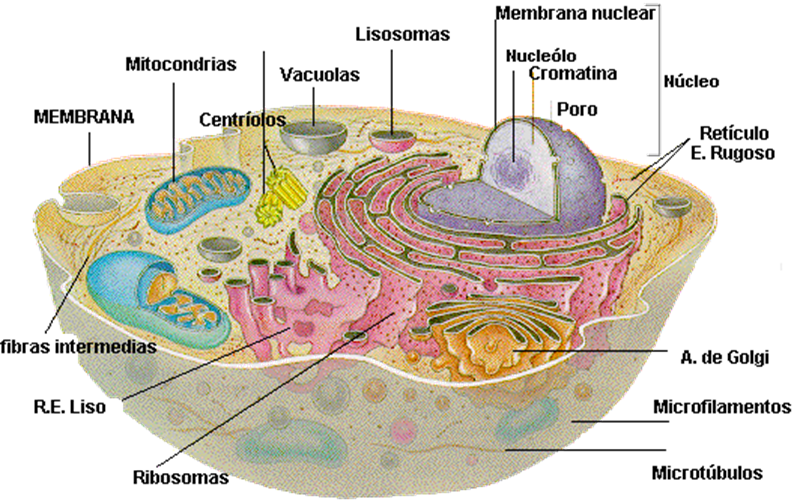 Membrana nuclear
Lisosomas
Nucleólo
Mitocondrias
Vacuolas
Cromatina
Núcleo
Poro
MEMBRANA
Centríolos
Retículo
E. Rugoso
fibras intermedias
A. de Golgi
R.E. Liso
Microfilamentos
Ribosomas
Microtúbulos